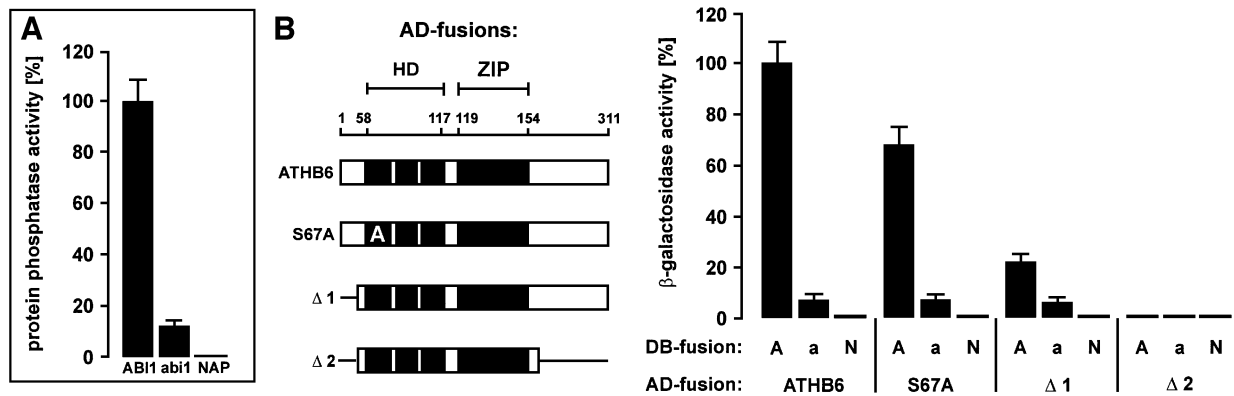 A
protein phosphatase activity [%]
120
100
80
60
40
20
0
ABI1 abi1 NAP
B
AD-fusions:
HD ZIP
1 58 117 119 154 311
ATHB6
S67A
A
Δ 1
Δ 2
β-galactosidase activity [%]
120
100
80
60
40
20
0
DB-fusion: A a N A a N A a N A a N
AD-fusion: ATHB6 S67A Δ 1 Δ 2